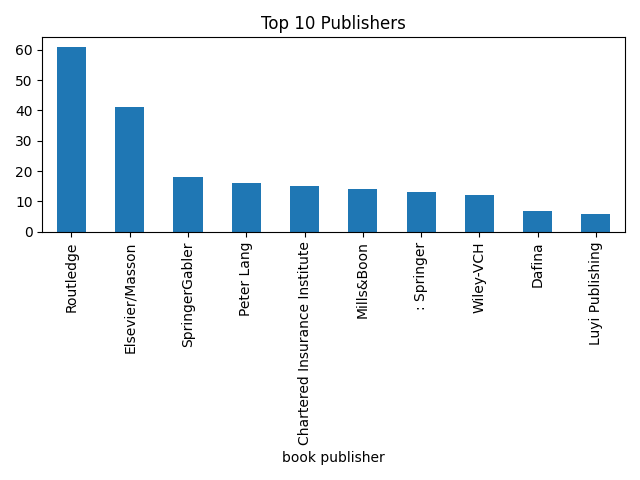 Top 10 Publishers
60
50
40
30
20
10
0
Routledge
Elsevier/Masson
SpringerGabler
Peter Lang
Chartered Insurance Institute
Mills&Boon
: Springer
Wiley-VCH
Dafina
Luyi Publishing
book publisher